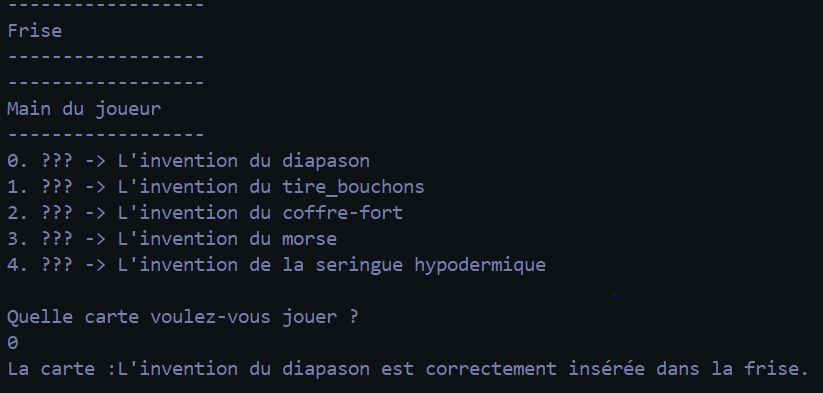 ------------------
Frise
------------------
------------------
Main du joueur
------------------
0. ??? -> L'invention du diapason
1. ??? -> L'invention du tire_bouchons
2. ??? -> L'invention du coffre-fort
3. ??? -> L'invention du morse
4. ??? -> L'invention de la seringue hypodermique
Quelle carte voulez-vous jouer ?
0
La carte :L'invention du diapason est correctement insérée dans la frise.